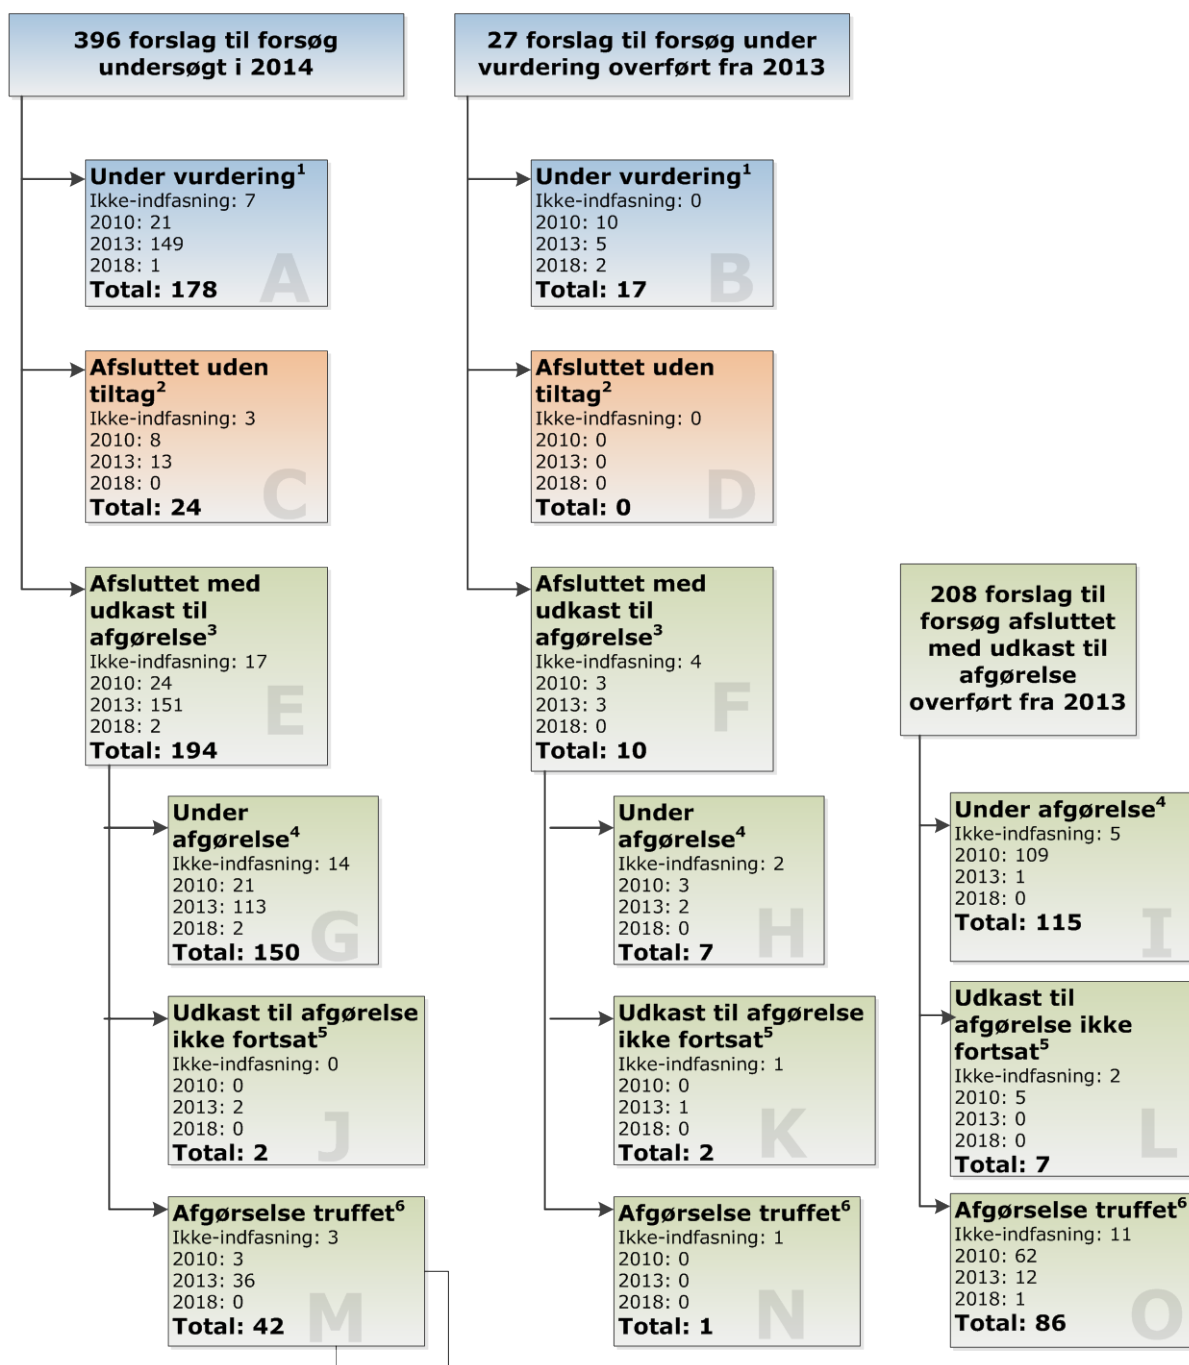 396 forslag til forsøg
undersøgt i 2014
Under vurdering¹
Ikke-indfasning: 7
2010: 21
2013: 149
2018: 1
Total: 178
A
Afsluttet uden
tiltag²
Ikke-indfasning: 3
2010: 8
2013: 13
2018: 0
Total: 24
C
Afsluttet med
udkast til
afgørelse³
Ikke-indfasning: 17
2010: 24
2013: 151
2018: 2
Total: 194
E
Under
afgørelse⁴
Ikke-indfasning: 14
2010: 21
2013: 113
2018: 2
Total: 150
G
Udkast til afgørelse
ikke fortsat⁵
Ikke-indfasning: 0
2010: 0
2013: 2
2018: 0
Total: 2
J
Afgørselse truffet⁶
Ikke-indfasning: 3
2010: 3
2013: 36
2018: 0
Total: 42
M
27 forslag til forsøg under
vurdering overført fra 2013
Under vurdering¹
Ikke-indfasning: 0
2010: 10
2013: 5
2018: 2
Total: 17
B
Afsluttet uden
tiltag²
Ikke-indfasning: 0
2010: 0
2013: 0
2018: 0
Total: 0
D
Afsluttet med
udkast til
afgørelse³
Ikke-indfasning: 4
2010: 3
2013: 3
2018: 0
Total: 10
F
Under
afgørelse⁴
Ikke-indfasning: 2
2010: 3
2013: 2
2018: 0
Total: 7
H
Udkast til afgørelse
ikke fortsat⁵
Ikke-indfasning: 1
2010: 0
2013: 1
2018: 0
Total: 2
K
Afgørselse truffet⁶
Ikke-indfasning: 1
2010: 0
2013: 0
2018: 0
Total: 1
N
208 forslag til
forsøg afsluttet
med udkast til
afgørelse
overført fra 2013
Under afgørelse⁴
Ikke-indfasning: 5
2010: 109
2013: 1
2018: 0
Total: 115
I
Udkast til
afgørelse ikke
fortsat⁵
Ikke-indfasning: 2
2010: 5
2013: 0
2018: 0
Total: 7
L
Afgørselse truffet⁶
Ikke-indfasning: 11
2010: 62
2013: 12
2018: 1
Total: 86
O